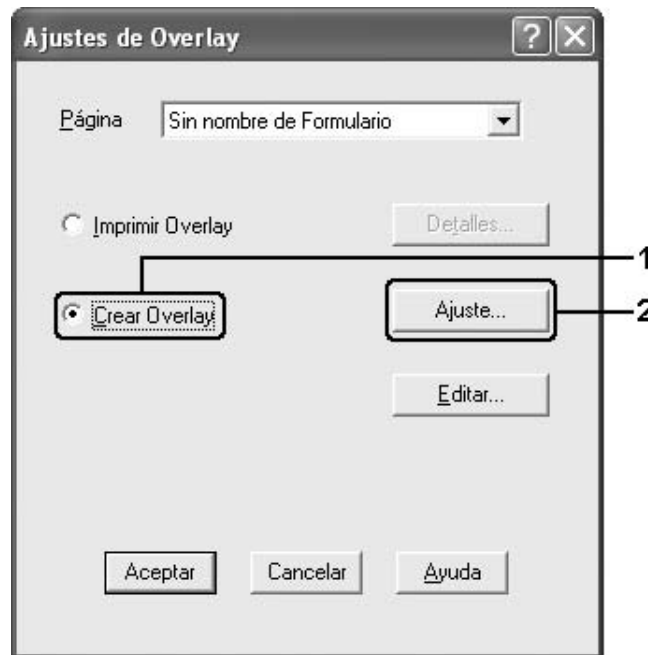 Ajustes de Overlay
Página Sin nombre de Formulario
Imprimir Overlay Detalles...
1
Crear Overlay Ajuste... 2
Editar...
Aceptar Cancelar Ayuda